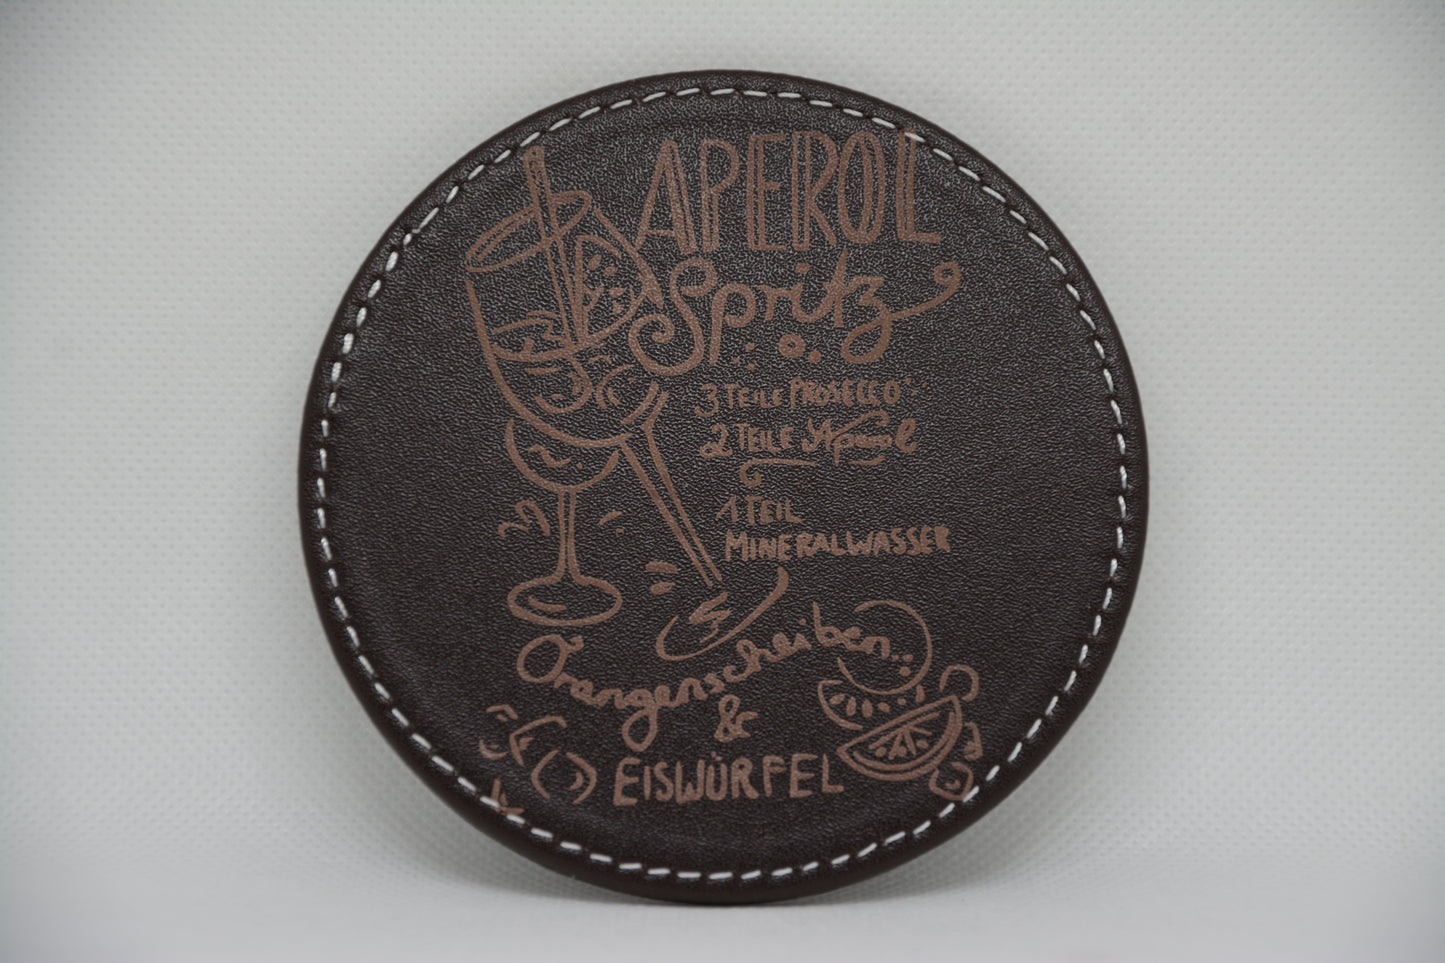 APEROL
Spritz
3 TEILE PROSECCO
2 TEILE Aperol
1 TEIL
MINERALWASSER
Orangenscheiben
&
EISWÜRFEL